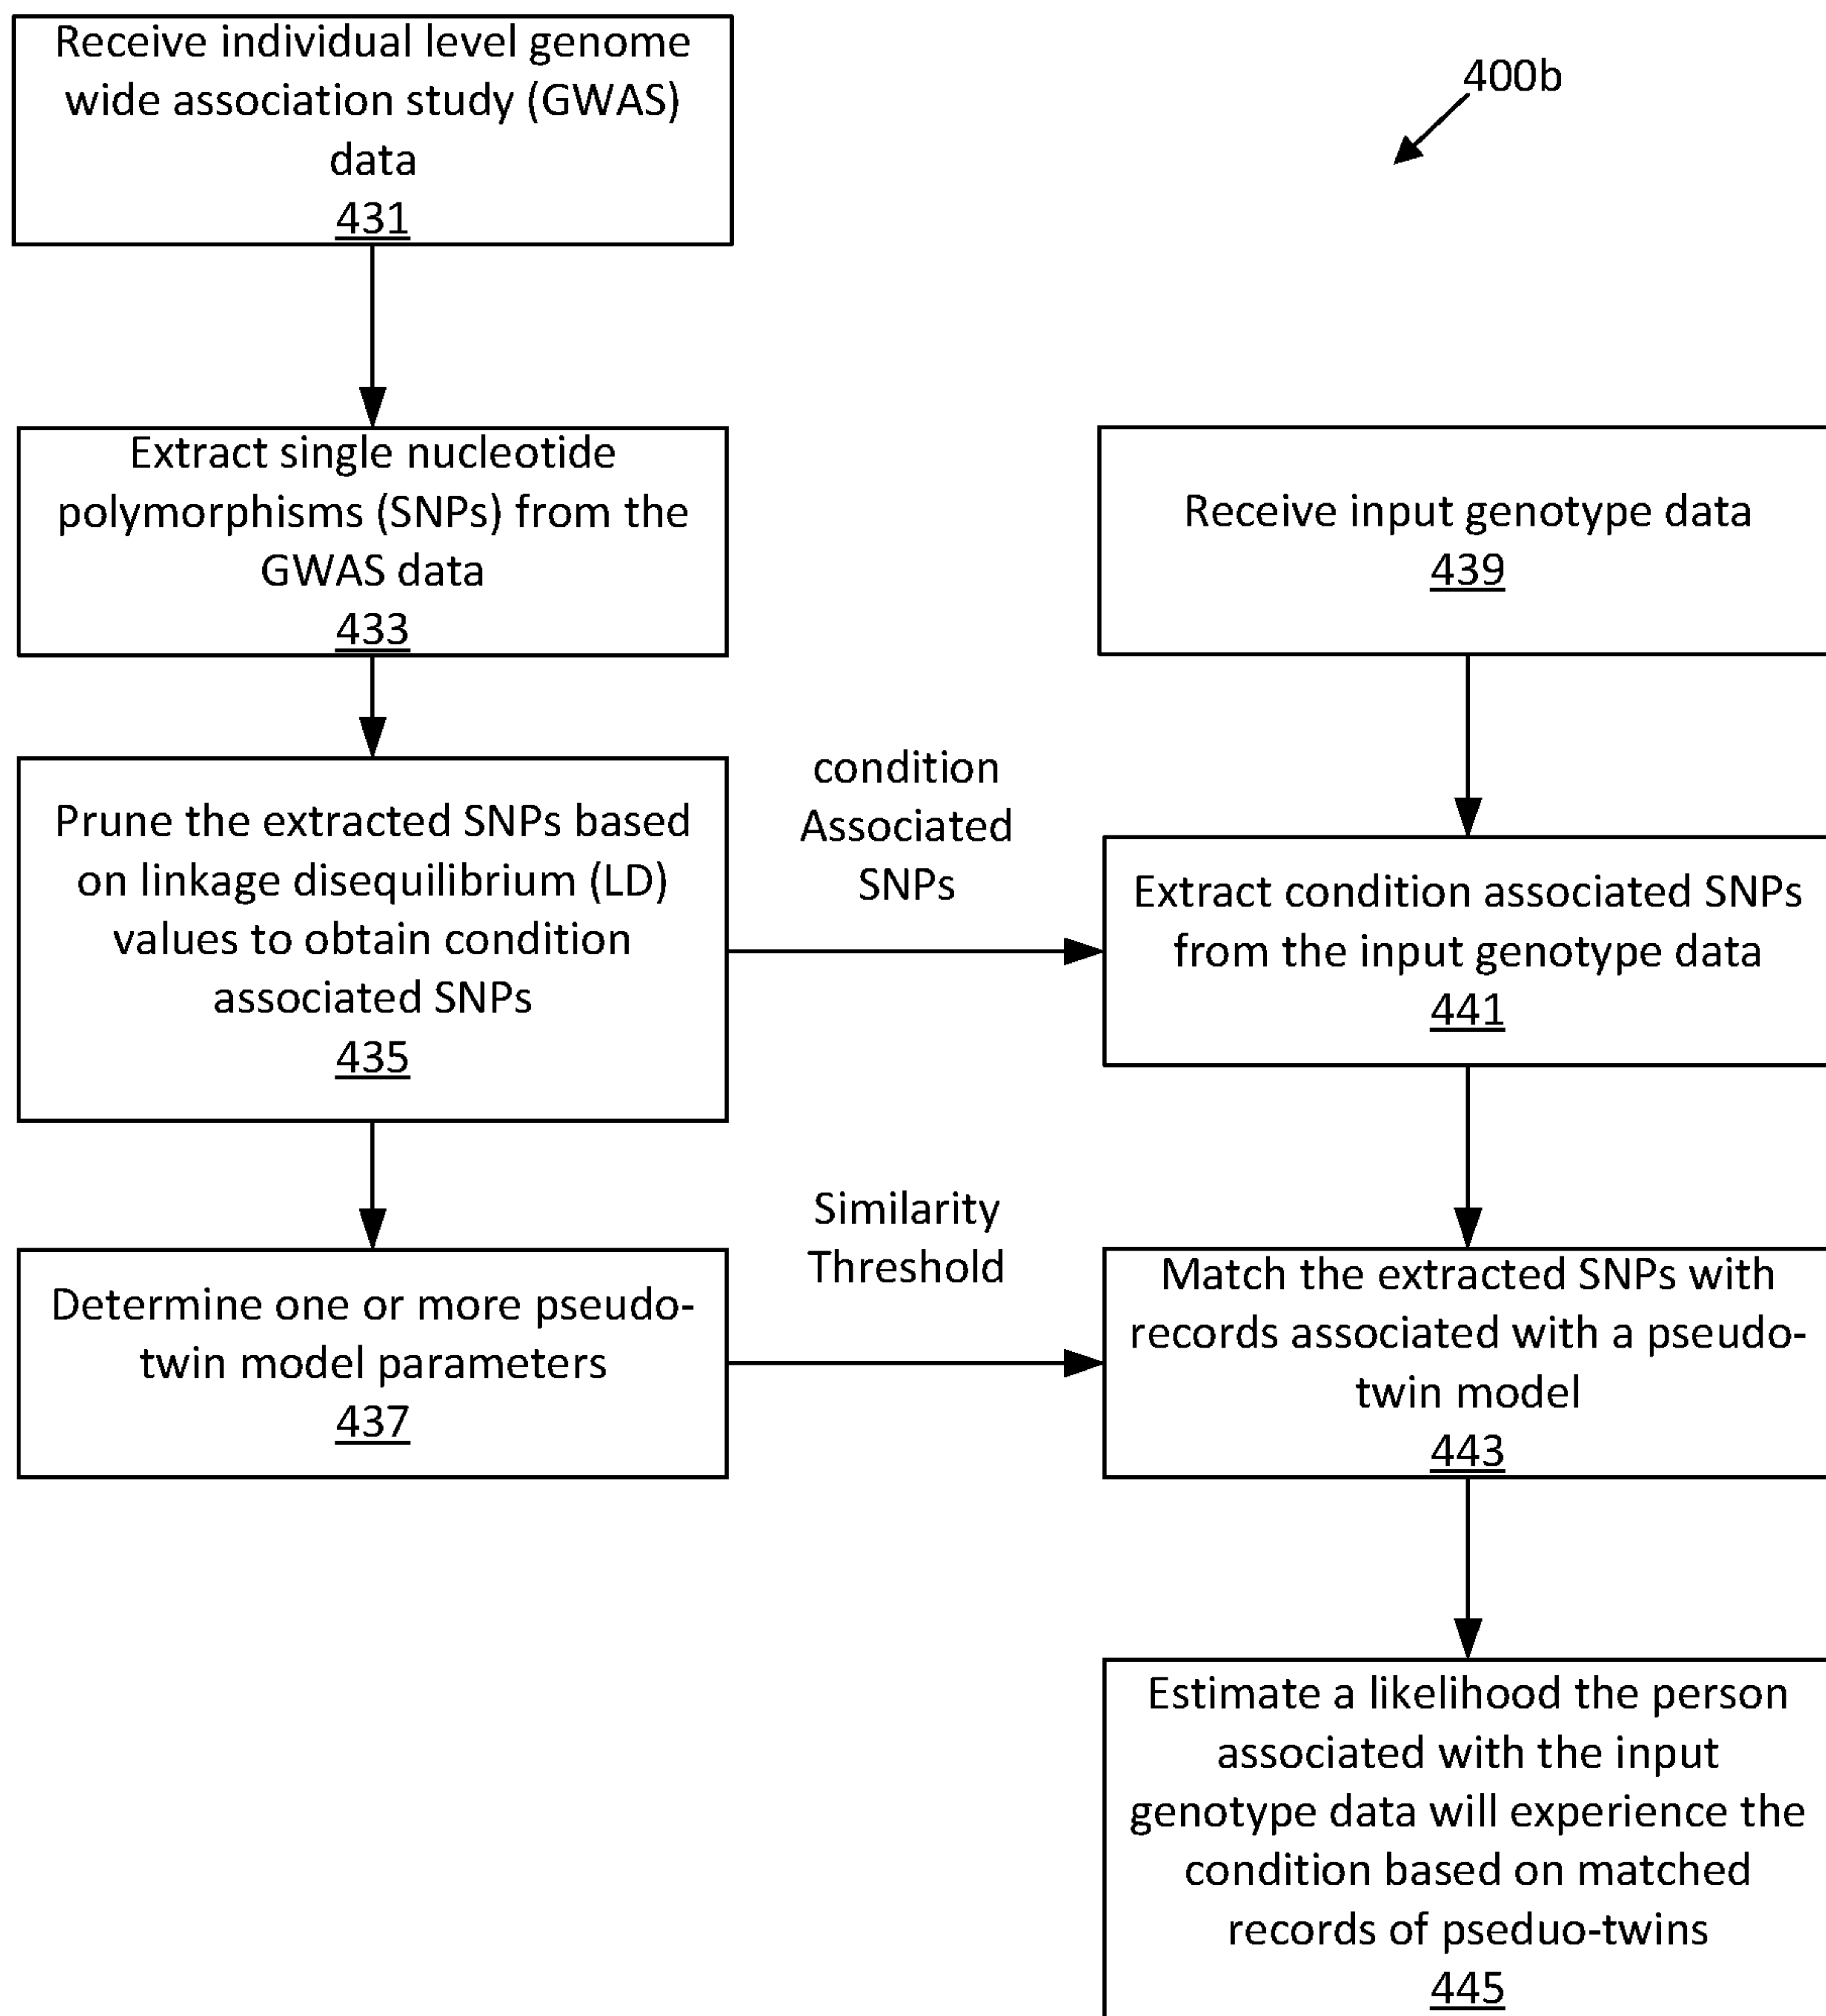 Receive individual level genome
wide association study (GWAS)
data
431
400b
Extract single nucleotide
polymorphisms (SNPs) from the
GWAS data
433
Receive input genotype data
439
Prune the extracted SNPs based
on linkage disequilibrium (LD)
values to obtain condition
associated SNPs
435
condition
Associated
SNPs
Extract condition associated SNPs
from the input genotype data
441
Determine one or more pseudo-
twin model parameters
437
Similarity
Threshold
Match the extracted SNPs with
records associated with a pseudo-
twin model
443
Estimate a likelihood the person
associated with the input
genotype data will experience the
condition based on matched
records of pseduo-twins
445